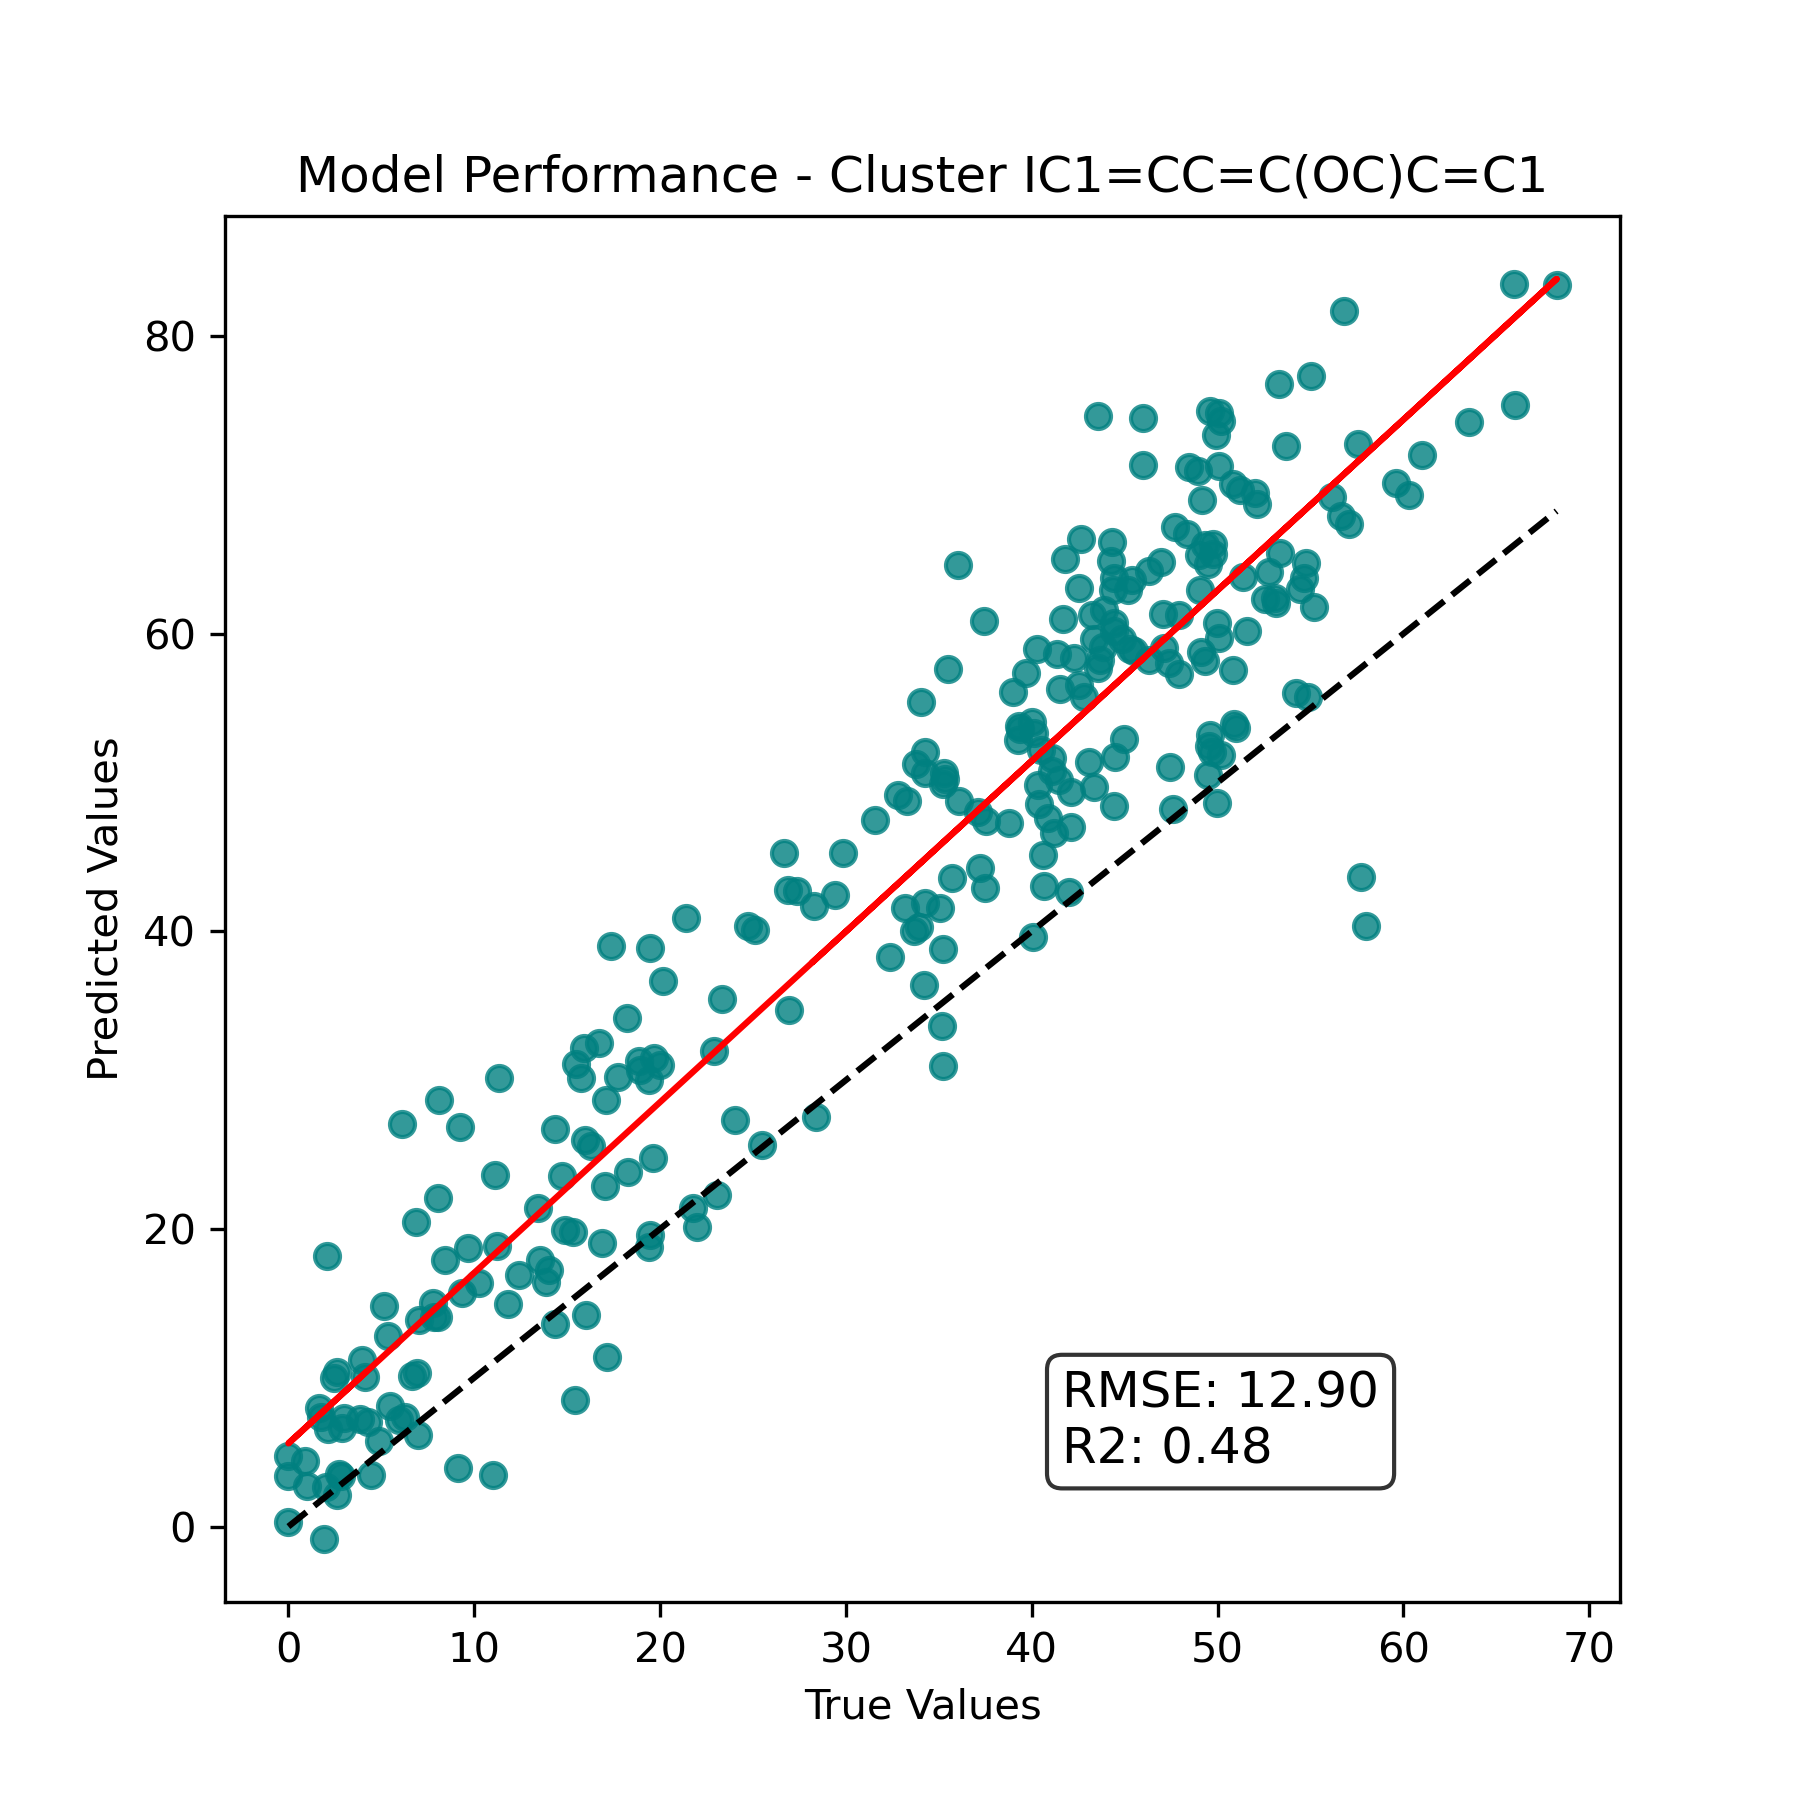 Model Performance - Cluster IC1=CC=C(OC)C=C1
Predicted Values
80
60
40
20
0
RMSE: 12.90
R2: 0.48
0 10 20 30 40 50 60 70
True Values